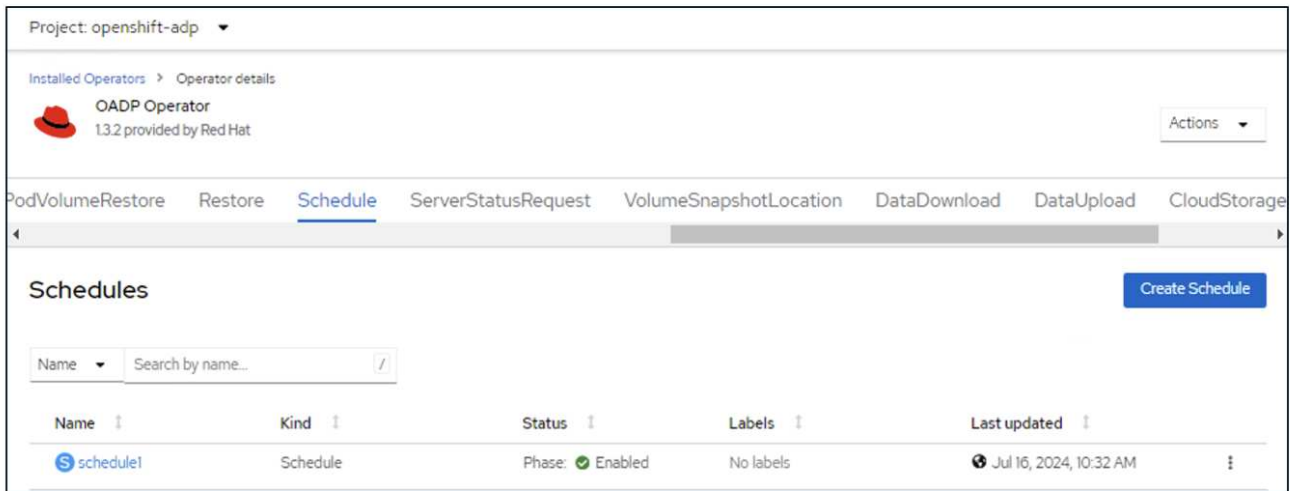 Project: openshift-adp
Installed Operators > Operator details
OADP Operator
1.3.2 provided by Red Hat
Actions
PodVolumeRestore Restore Schedule ServerStatusRequest VolumeSnapshotLocation DataDownload DataUpload CloudStorage
Schedules
Create Schedule
Name Search by name... /
Name Kind Status Labels Last updated
S schedule1 Schedule Phase: Enabled No labels Jul 16, 2024, 10:32 AM